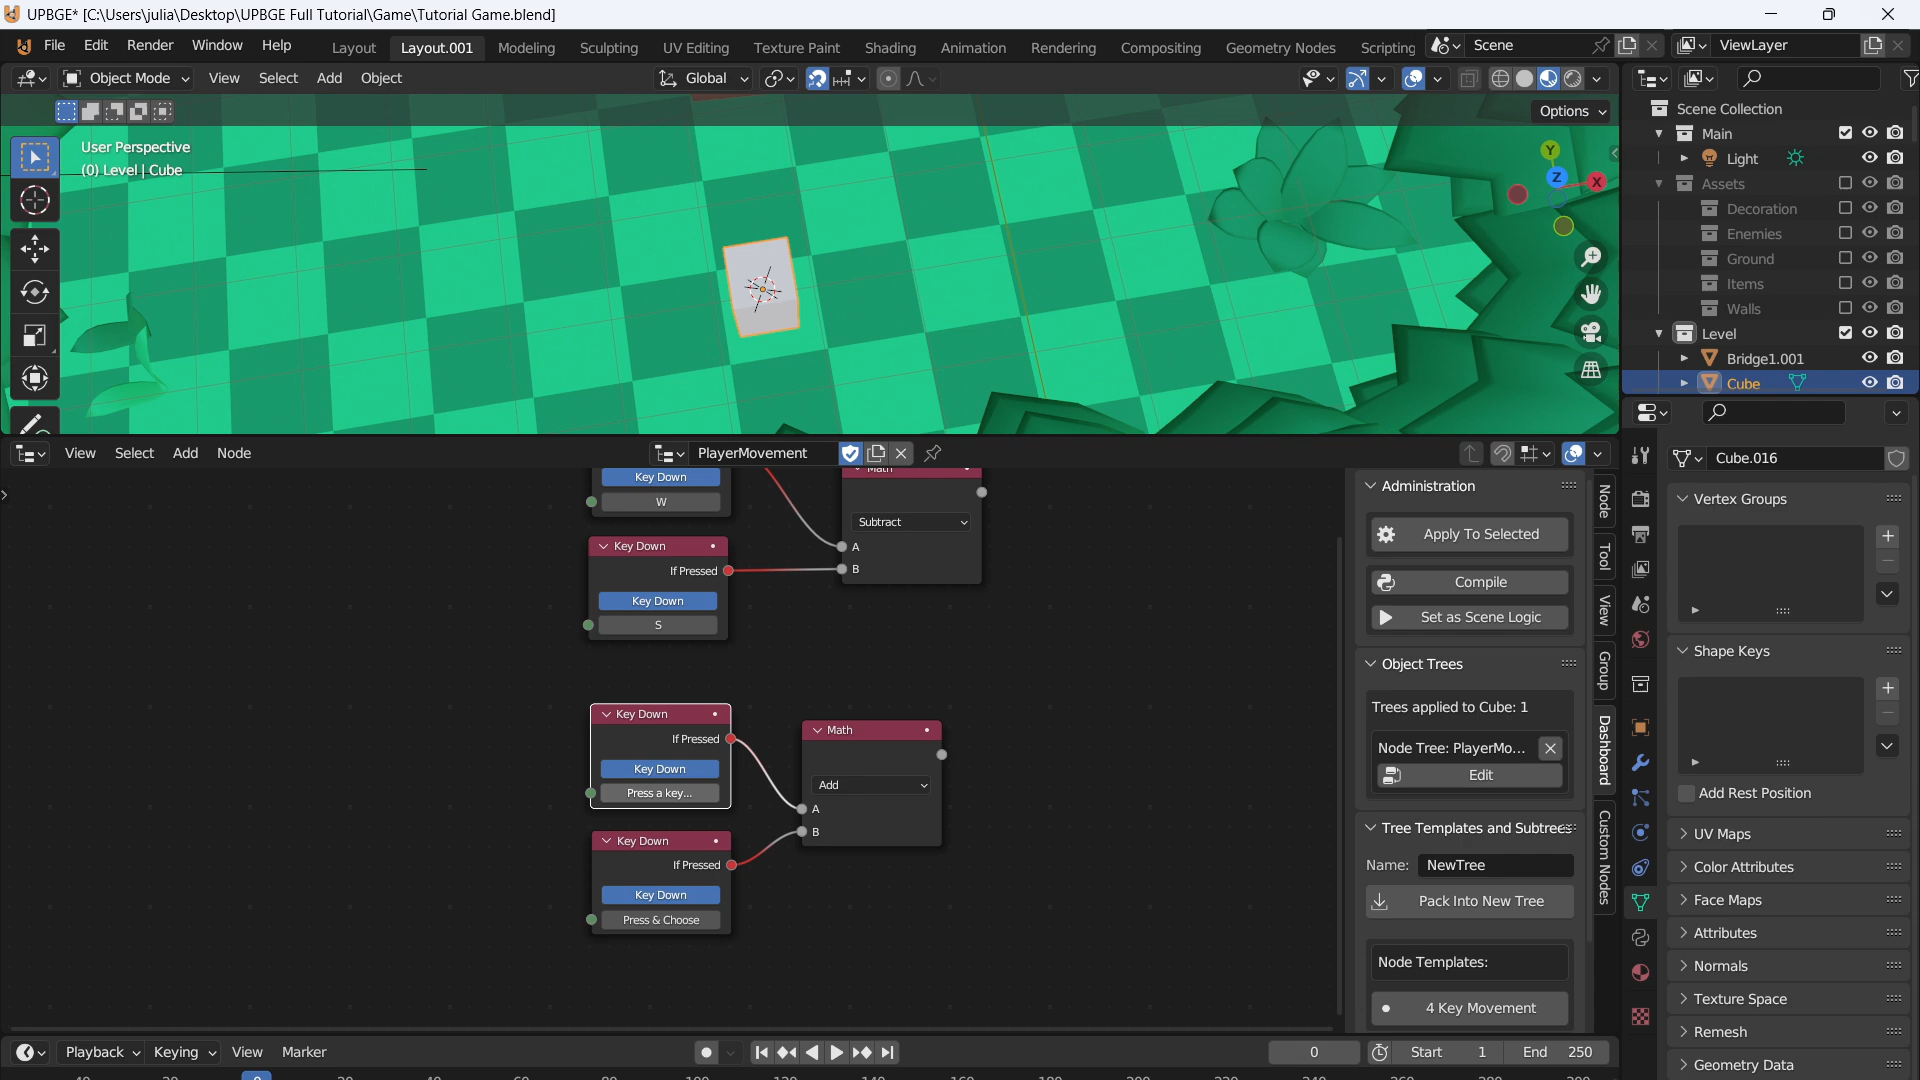 UPBGE* [C:\Users\julia\Desktop\UPBGE Full Tutorial\Game\Tutorial Game.blend]
File Edit Render Window Help
Layout Layout.001 Modeling Sculpting UV Editing Texture Paint Shading Animation Rendering Compositing Geometry Nodes Scripting
Scene
ViewLayer
Object Mode View Select Add Object
Global
Options
User Perspective
(0) Level | Cube
Y
Z
X
Scene Collection
Main
Light
Assets
Decoration
Enemies
Ground
Items
Walls
Level
Bridge1.001
Cube
View Select Add Node
PlayerMovement
Key Down
W
Math
Subtract
A
B
Key Down
If Pressed
Key Down
S
Key Down
If Pressed
Key Down
Press a key...
Math
Add
A
B
Key Down
If Pressed
Key Down
Press & Choose
Administration
Apply To Selected
Compile
Set as Scene Logic
Object Trees
Trees applied to Cube: 1
Node Tree: PlayerMo...
Edit
Tree Templates and Subtrees
Name: NewTree
Pack Into New Tree
Node Templates:
4 Key Movement
Node
Tool
View
Group
Dashboard
Custom Nodes
Cube.016
Vertex Groups
Shape Keys
Add Rest Position
UV Maps
Color Attributes
Face Maps
Attributes
Normals
Texture Space
Remesh
Geometry Data
Playback Keying View Marker
0
Start 1
End 250